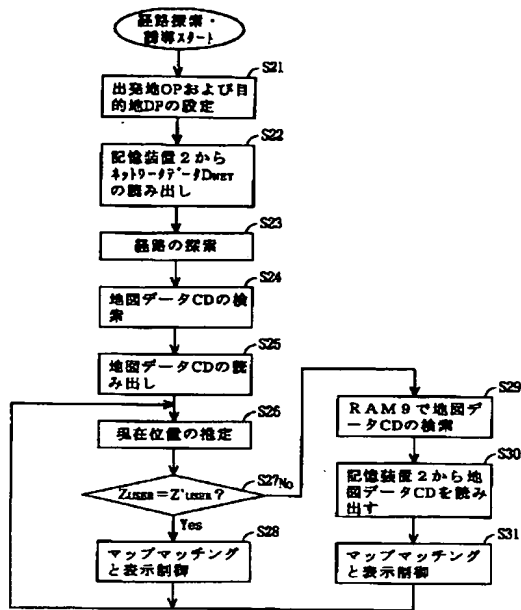 経路探索・
誘導スタート
S21
出発地OPおよび目
的地DPの設定
S22
記憶装置2から
ネットワークデータDNET
の読み出し
S23
経路の探索
S24
地図データCDの検
索
S25
地図データCDの読
み出し
S26
現在位置の推定
S27
ZUSER=Z'USER?
No
Yes
S28
マップマッチング
と表示制御
S29
RAM9で地図デー
タCDの検索
S30
記憶装置2から地
図データCDを読み
出す
S31
マップマッチング
と表示制御